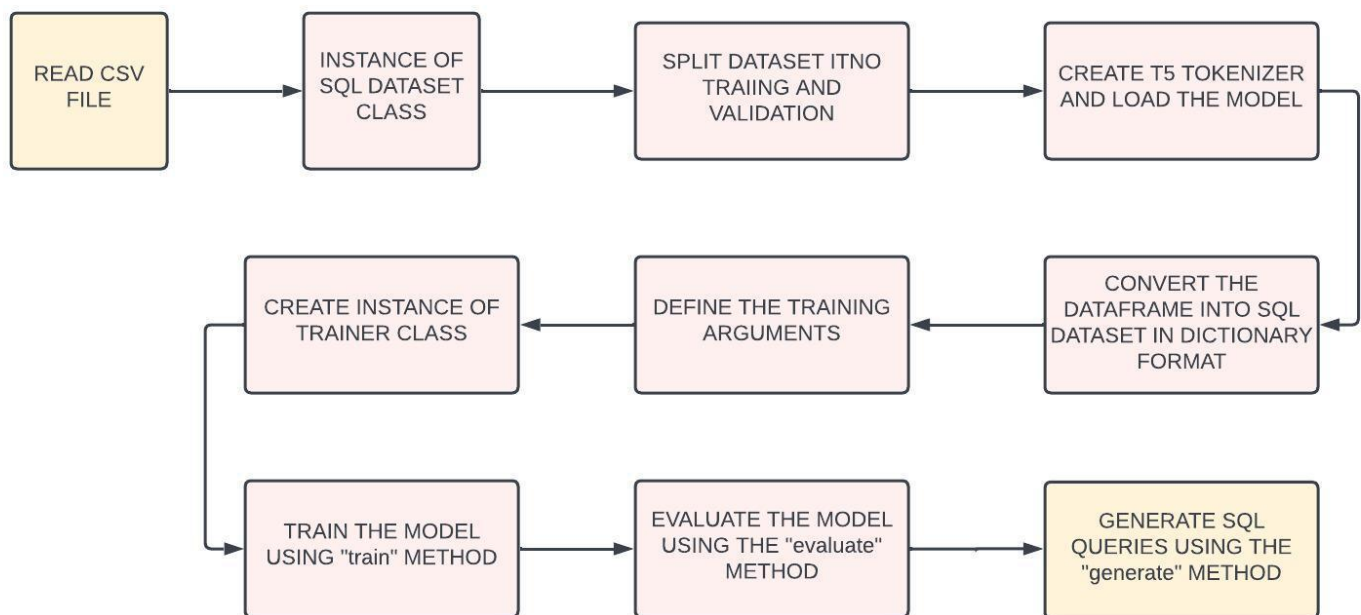 READ CSV
FILE
INSTANCE OF
SQL DATASET
CLASS
SPLIT DATASET ITNO
TRAIING AND
VALIDATION
CREATE T5 TOKENIZER
AND LOAD THE MODEL
CONVERT THE
DATAFRAME INTO SQL
DATASET IN DICTIONARY
FORMAT
DEFINE THE TRAINING
ARGUMENTS
CREATE INSTANCE OF
TRAINER CLASS
TRAIN THE MODEL
USING "train" METHOD
EVALUATE THE MODEL
USING THE "evaluate"
METHOD
GENERATE SQL
QUERIES USING THE
"generate" METHOD